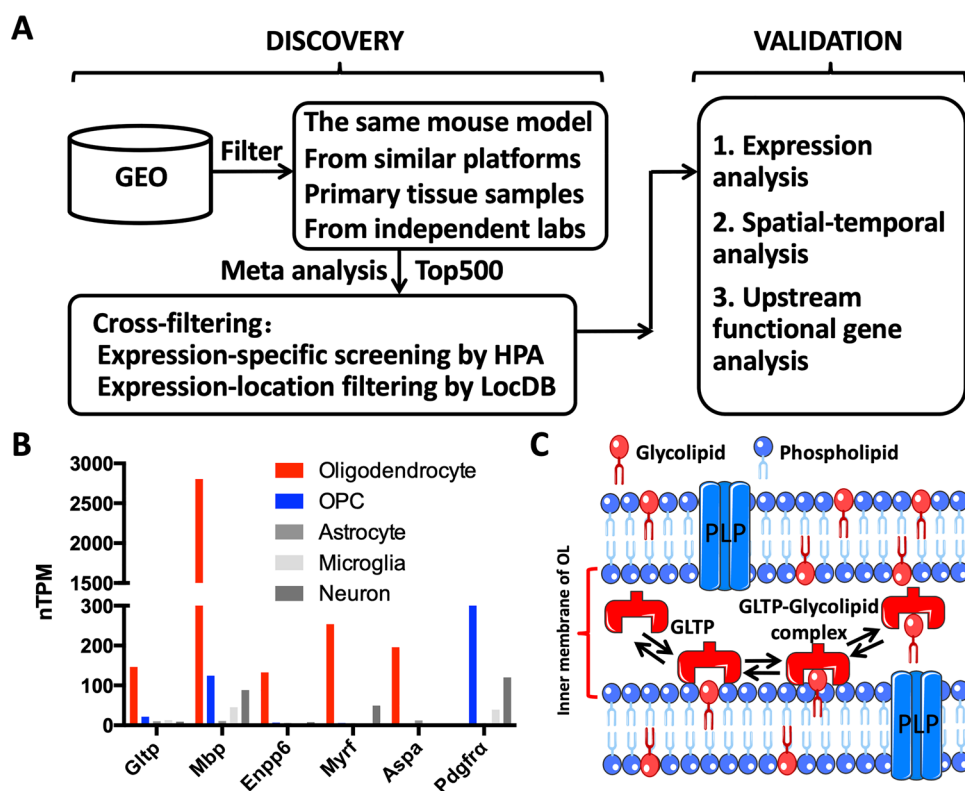 A
DISCOVERY
VALIDATION
GEO
Filter
The same mouse model
From similar platforms
Primary tissue samples
From independent labs
Meta analysis
Top500
Cross-filtering：
Expression-specific screening by HPA
Expression-location filtering by LocDB
1. Expression
analysis
2. Spatial-temporal
analysis
3. Upstream
functional gene
analysis
B
nTPM
3000
2500
2000
1500
300
200
100
0
Oligodendrocyte
OPC
Astrocyte
Microglia
Neuron
Gltp
Mbp
Enpp6
Myrf
Aspa
Pdgfrα
C
Glycolipid
Phospholipid
PLP
Inner membrane of OL
GLTP
GLTP-Glycolipid
complex
PLP